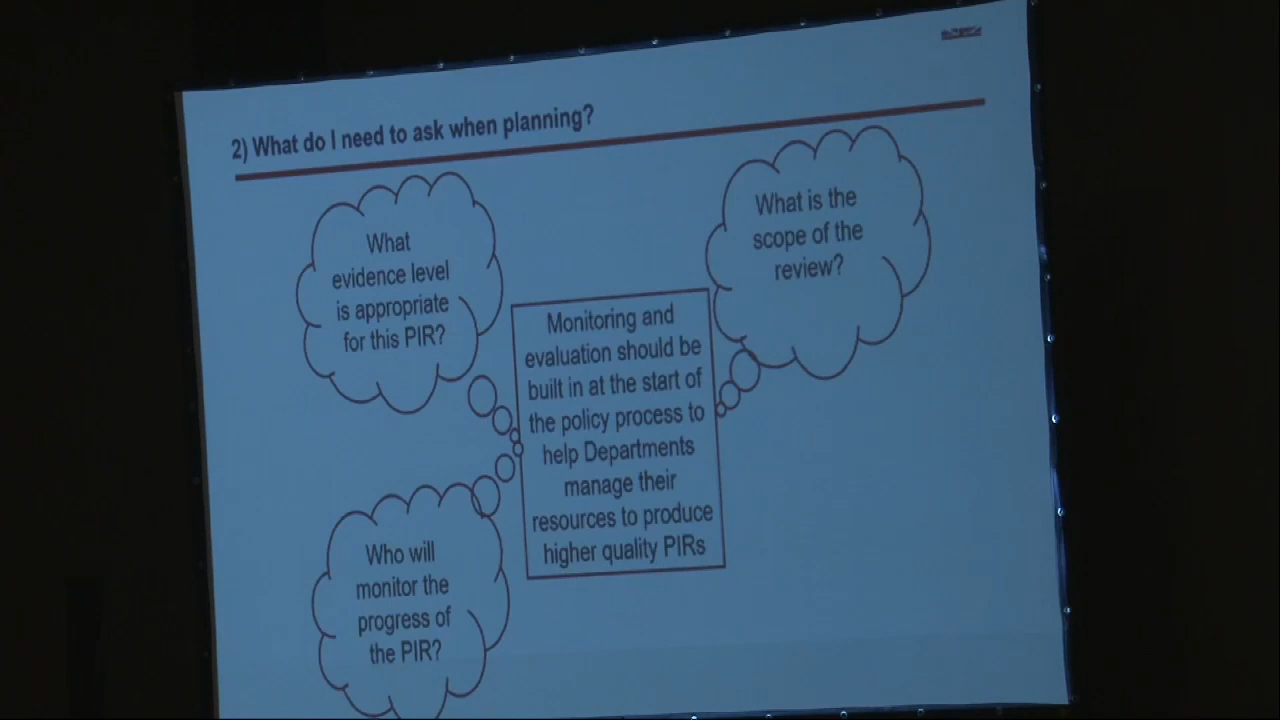 2) What do I need to ask when planning?
What
evidence level
is appropriate
for this PIR?
What is the
scope of the
review?
Monitoring and
evaluation should be
built in at the start of
the policy process to
help Departments
manage their
resources to produce
higher quality PIRs
Who will
monitor the
progress of
the PIR?